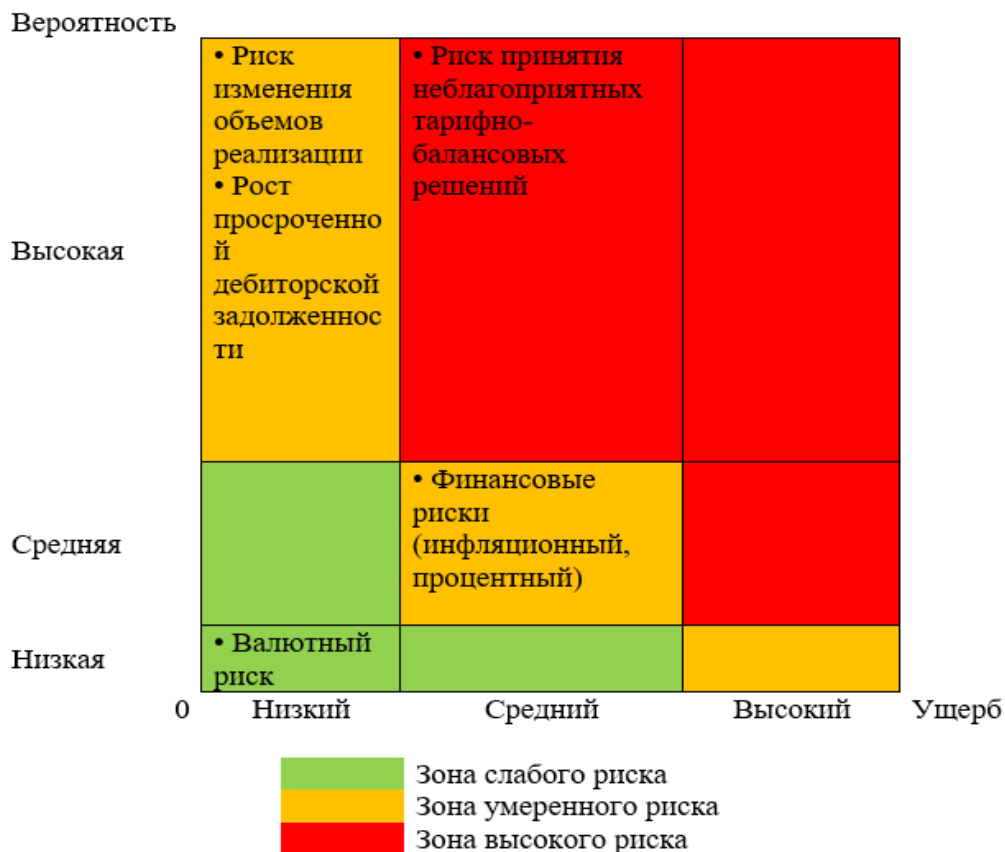 Вероятность
• Риск
изменения
объемов
реализации
• Рост
просроченно
й
дебиторской
задолженнос
ти
• Риск принятия
неблагоприятных
тарифно-
балансовых
решений
Высокая
• Финансовые
риски
(инфляционный,
процентный)
Средняя
• Валютный
риск
Низкая
0 Низкий Средний Высокий Ущерб
Зона слабого риска
Зона умеренного риска
Зона высокого риска